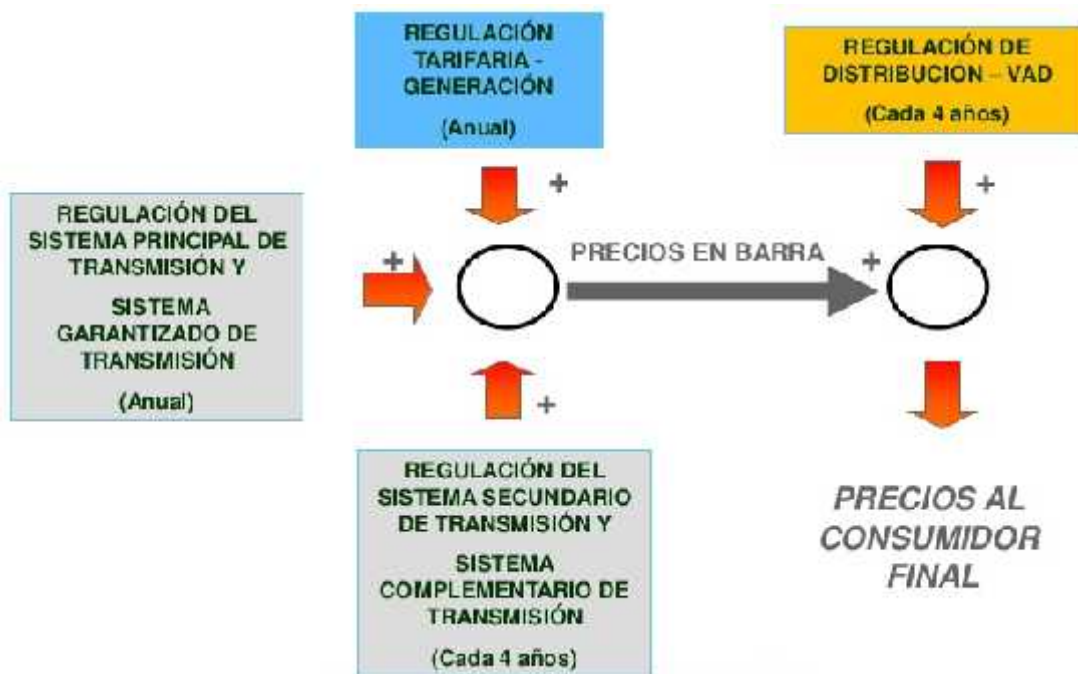 REGULACIÓN
TARIFARIA -
GENERACIÓN
(Anual)
REGULACIÓN DE
DISTRIBUCION – VAD
(Cada 4 años)
+
+
REGULACIÓN DEL
SISTEMA PRINCIPAL DE
TRANSMISIÓN Y
SISTEMA
GARANTIZADO DE
TRANSMISIÓN
(Anual)
+
PRECIOS EN BARRA
+
+
REGULACIÓN DEL
SISTEMA SECUNDARIO
DE TRANSMISIÓN Y
SISTEMA
COMPLEMENTARIO DE
TRANSMISIÓN
(Cada 4 años)
PRECIOS AL
CONSUMIDOR
FINAL